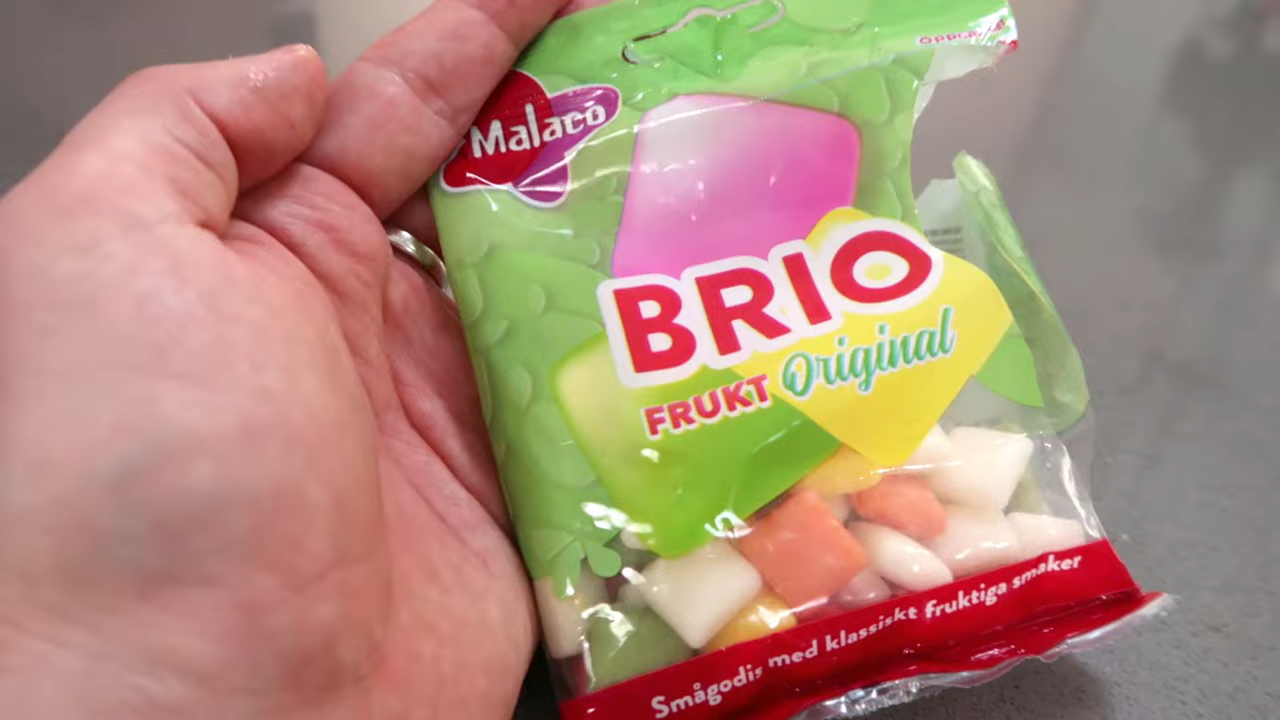 Malaco
BRIO
FRUKT Original
Smågodis med klassiskt fruktiga smaker